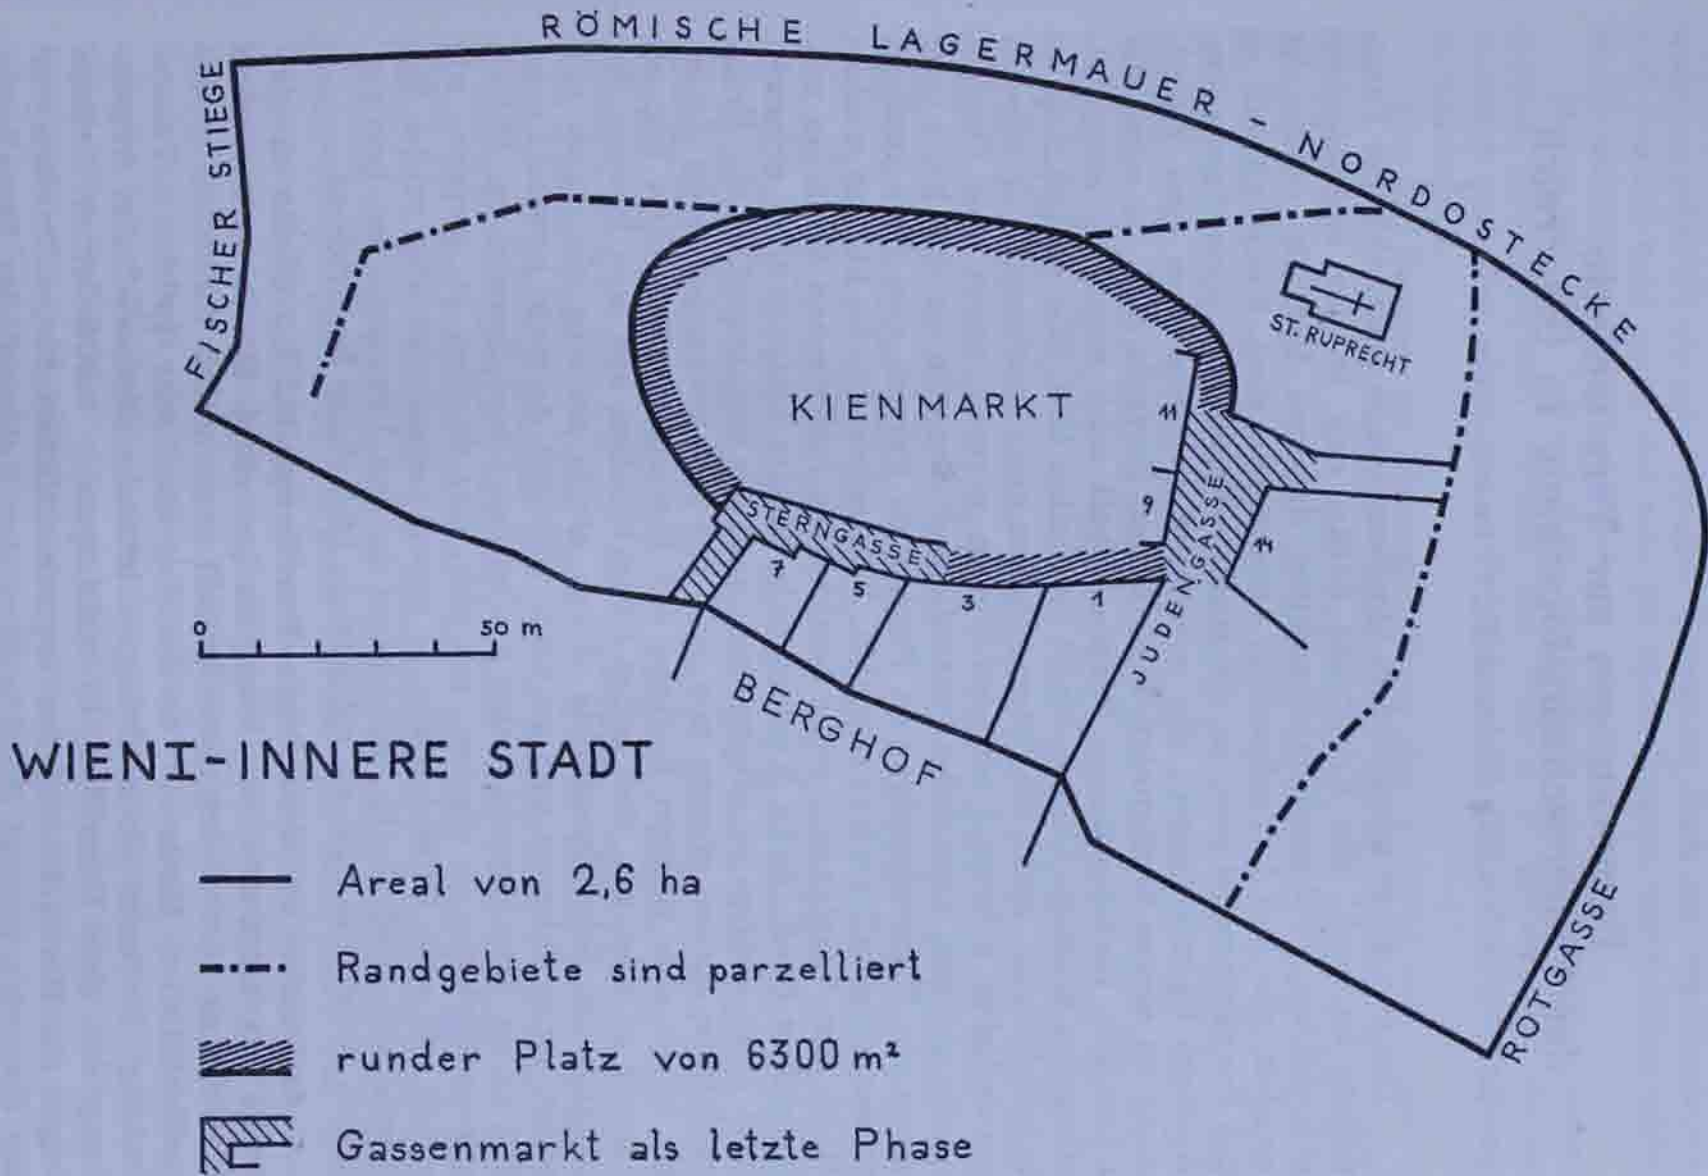 RÖMISCHE LAGERMAUER - NORDOSTECKE
FISCHER STIEGE
ST. RUPRECHT
KIENMARKT
11
9
STERNGASSE
JUDENGASSE
14
7
5
3
1
0 50 m
BERGHOF
ROTGASSE
WIEN I-INNERE STADT
Areal von 2,6 ha
Randgebiete sind parzelliert
runder Platz von 6300 m²
Gassenmarkt als letzte Phase